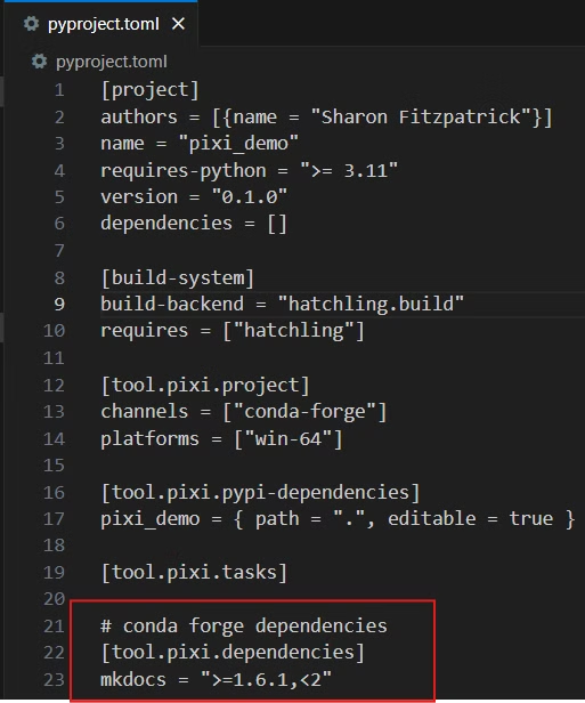 pyproject.toml ×
pyproject.toml
1 [project]
2 authors = [{name = "Sharon Fitzpatrick"}]
3 name = "pixi_demo"
4 requires-python = ">= 3.11"
5 version = "0.1.0"
6 dependencies = []
7
8 [build-system]
9 build-backend = "hatchling.build"
10 requires = ["hatchling"]
11
12 [tool.pixi.project]
13 channels = ["conda-forge"]
14 platforms = ["win-64"]
15
16 [tool.pixi.pypi-dependencies]
17 pixi_demo = { path = ".", editable = true }
18
19 [tool.pixi.tasks]
20
21 # conda forge dependencies
22 [tool.pixi.dependencies]
23 mkdocs = ">=1.6.1,<2"